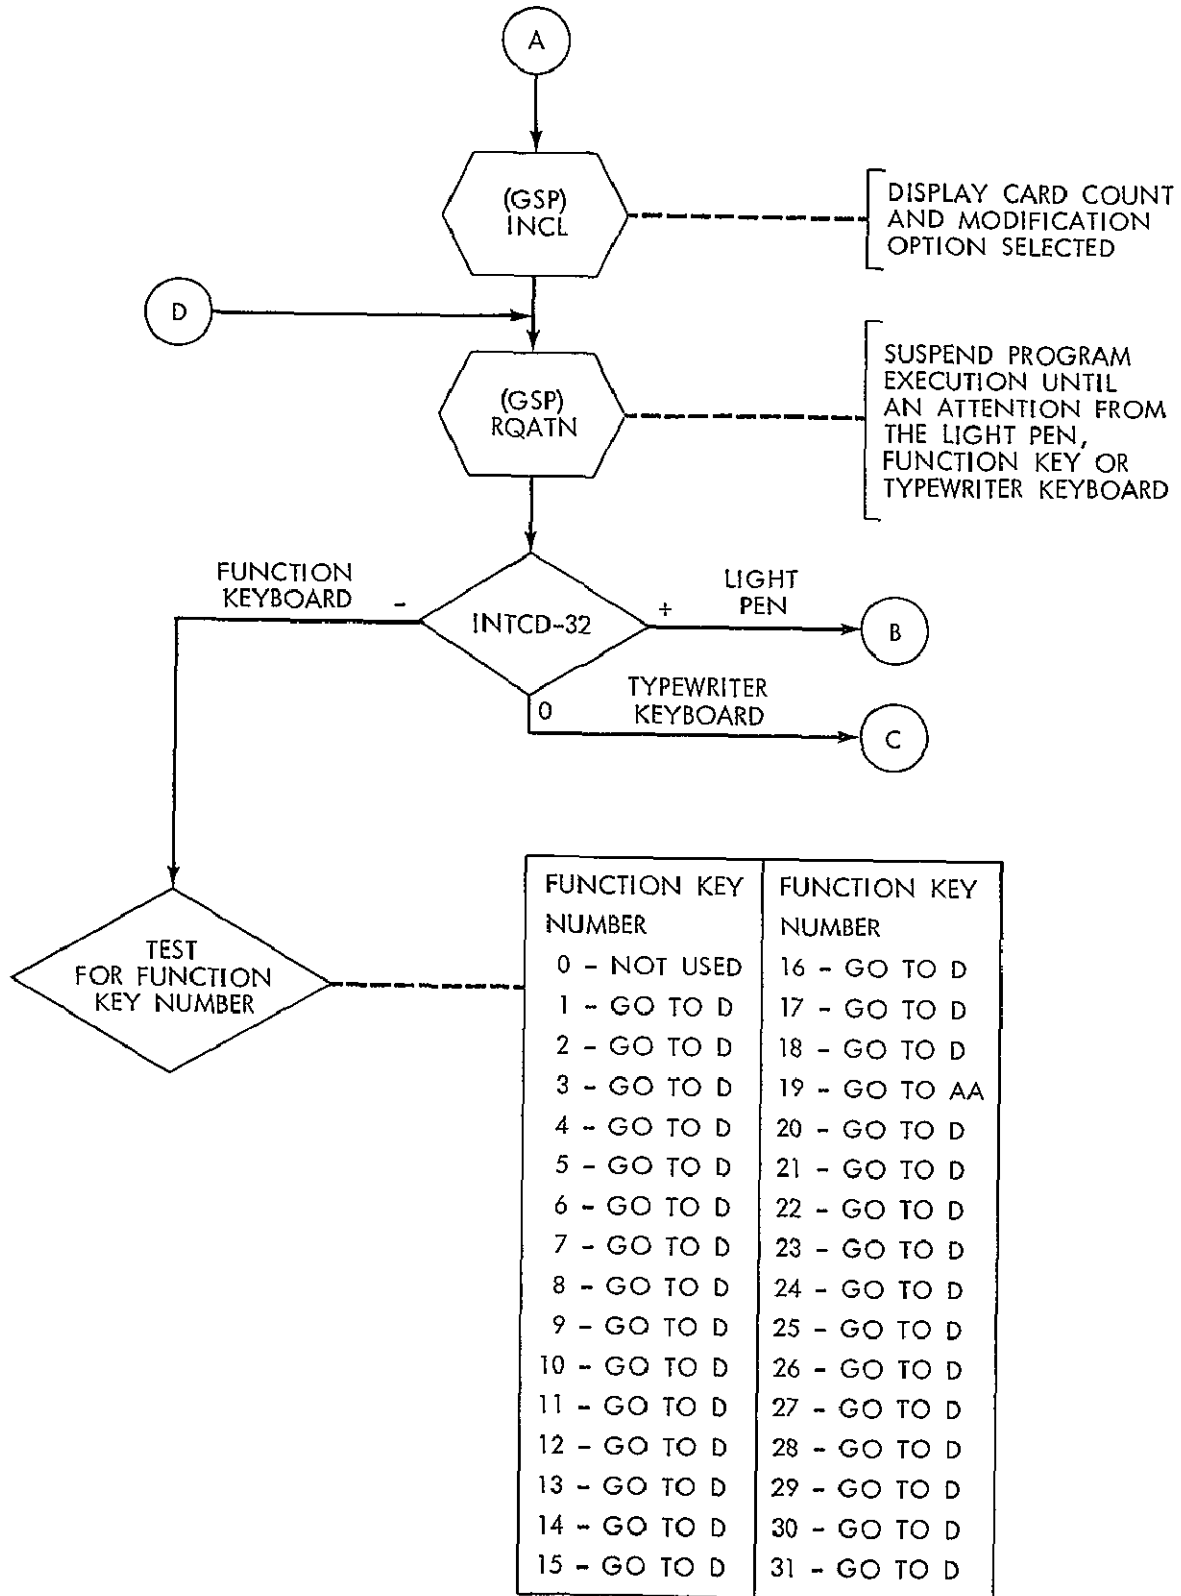 A
(GSP)
INCL
DISPLAY CARD COUNT
AND MODIFICATION
OPTION SELECTED
D
(GSP)
RQATN
SUSPEND PROGRAM
EXECUTION UNTIL
AN ATTENTION FROM
THE LIGHT PEN,
FUNCTION KEY OR
TYPEWRITER KEYBOARD
FUNCTION
KEYBOARD
-
INTCD-32
+
LIGHT
PEN
B
0
TYPEWRITER
KEYBOARD
C
TEST
FOR FUNCTION
KEY NUMBER
FUNCTION KEY
NUMBER
0 - NOT USED
1 - GO TO D
2 - GO TO D
3 - GO TO D
4 - GO TO D
5 - GO TO D
6 - GO TO D
7 - GO TO D
8 - GO TO D
9 - GO TO D
10 - GO TO D
11 - GO TO D
12 - GO TO D
13 - GO TO D
14 - GO TO D
15 - GO TO D
FUNCTION KEY
NUMBER
16 - GO TO D
17 - GO TO D
18 - GO TO D
19 - GO TO AA
20 - GO TO D
21 - GO TO D
22 - GO TO D
23 - GO TO D
24 - GO TO D
25 - GO TO D
26 - GO TO D
27 - GO TO D
28 - GO TO D
29 - GO TO D
30 - GO TO D
31 - GO TO D